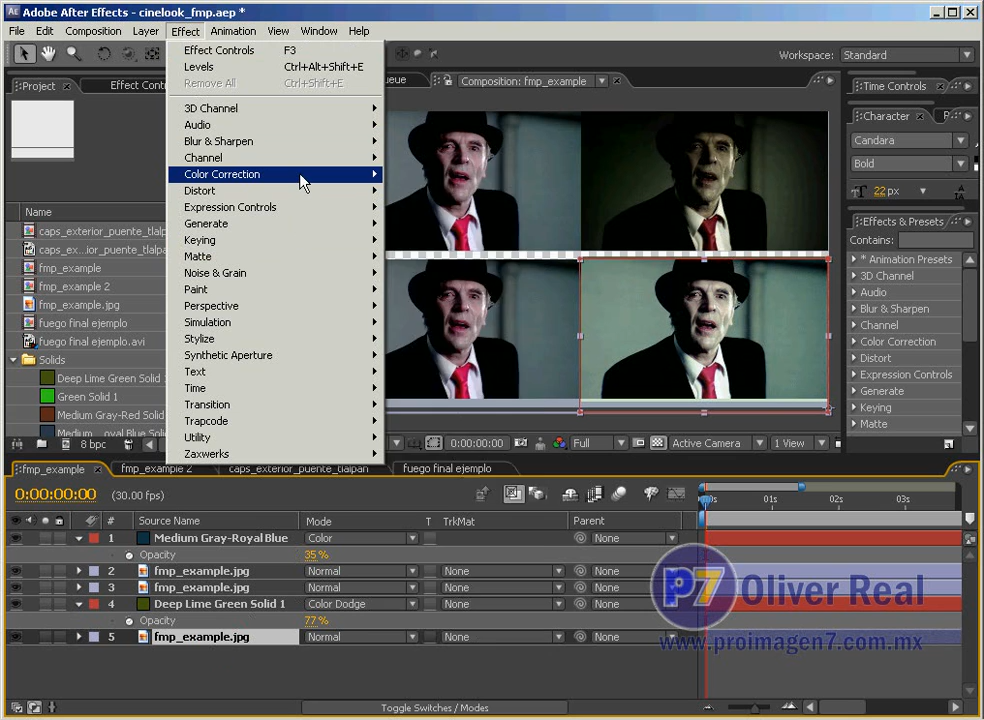 Adobe After Effects - cinelook_fmp.aep *
File Edit Composition Layer Effect Animation View Window Help
Workspace: Standard
Effect Controls F3
Levels Ctrl+Alt+Shift+E
Remove All Ctrl+Shift+E
3D Channel
Audio
Blur & Sharpen
Channel
Color Correction
Distort
Expression Controls
Generate
Keying
Matte
Noise & Grain
Paint
Perspective
Simulation
Stylize
Synthetic Aperture
Text
Time
Transition
Trapcode
Utility
Zaxwerks
Project
Effect Cont
Name
caps_exterior_puente_tlalp
caps_ex...ior_puente_tlalpa
fmp_example
fmp_example 2
fmp_example.jpg
fuego final ejemplo
fuego final ejemplo.avi
Solids
Deep Lime Green Solid
Green Solid 1
Medium Gray-Red Solid
8 bpc
eue
Composition: fmp_example
0:00:00:00
Full
Active Camera
1 View
Time Controls
Character
P
Candara
Bold
22 px
Effects & Presets
Contains:
* Animation Presets
3D Channel
Audio
Blur & Sharpen
Channel
Color Correction
Distort
Expression Controls
Generate
Keying
Matte
fmp_example
fmp_example 2
caps_exterior_puente_tlalpan
fuego final ejemplo
0:00:00:00 (30.00 fps)
01s 02s 03s
# Source Name Mode T TrkMat Parent
1 Medium Gray-Royal Blue Color None
Opacity 35 %
2 fmp_example.jpg Normal None None
3 fmp_example.jpg Normal None None
4 Deep Lime Green Solid 1 Color Dodge None None
Opacity 77 %
5 fmp_example.jpg Normal None None
Toggle Switches / Modes
P7 Oliver Real
www.proimagen7.com.mx